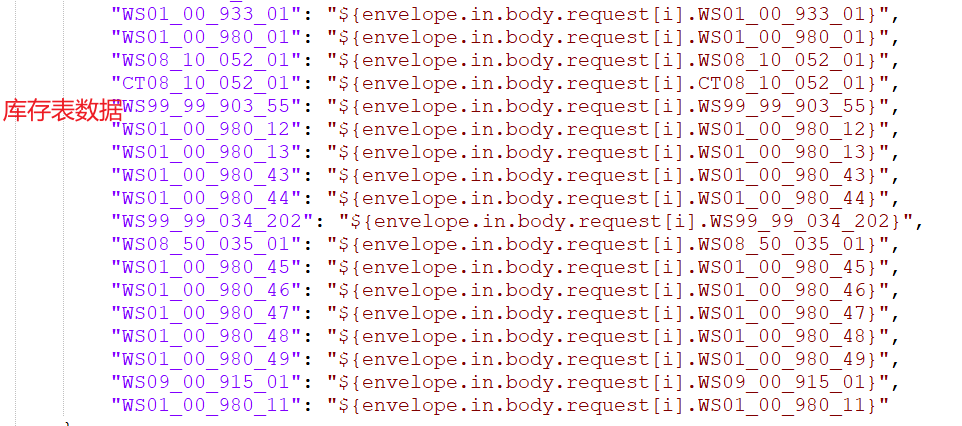 "WS01_00_933_01": "${envelope.in.body.request[i].WS01_00_933_01}",
"WS01_00_980_01": "${envelope.in.body.request[i].WS01_00_980_01}",
"WS08_10_052_01": "${envelope.in.body.request[i].WS08_10_052_01}",
"CT08_10_052_01": "${envelope.in.body.request[i].CT08_10_052_01}",
库存表数据
"WS99_99_903_55": "${envelope.in.body.request[i].WS99_99_903_55}",
"WS01_00_980_12": "${envelope.in.body.request[i].WS01_00_980_12}",
"WS01_00_980_13": "${envelope.in.body.request[i].WS01_00_980_13}",
"WS01_00_980_43": "${envelope.in.body.request[i].WS01_00_980_43}",
"WS01_00_980_44": "${envelope.in.body.request[i].WS01_00_980_44}",
"WS99_99_034_202": "${envelope.in.body.request[i].WS99_99_034_202}",
"WS08_50_035_01": "${envelope.in.body.request[i].WS08_50_035_01}",
"WS01_00_980_45": "${envelope.in.body.request[i].WS01_00_980_45}",
"WS01_00_980_46": "${envelope.in.body.request[i].WS01_00_980_46}",
"WS01_00_980_47": "${envelope.in.body.request[i].WS01_00_980_47}",
"WS01_00_980_48": "${envelope.in.body.request[i].WS01_00_980_48}",
"WS01_00_980_49": "${envelope.in.body.request[i].WS01_00_980_49}",
"WS09_00_915_01": "${envelope.in.body.request[i].WS09_00_915_01}",
"WS01_00_980_11": "${envelope.in.body.request[i].WS01_00_980_11}"